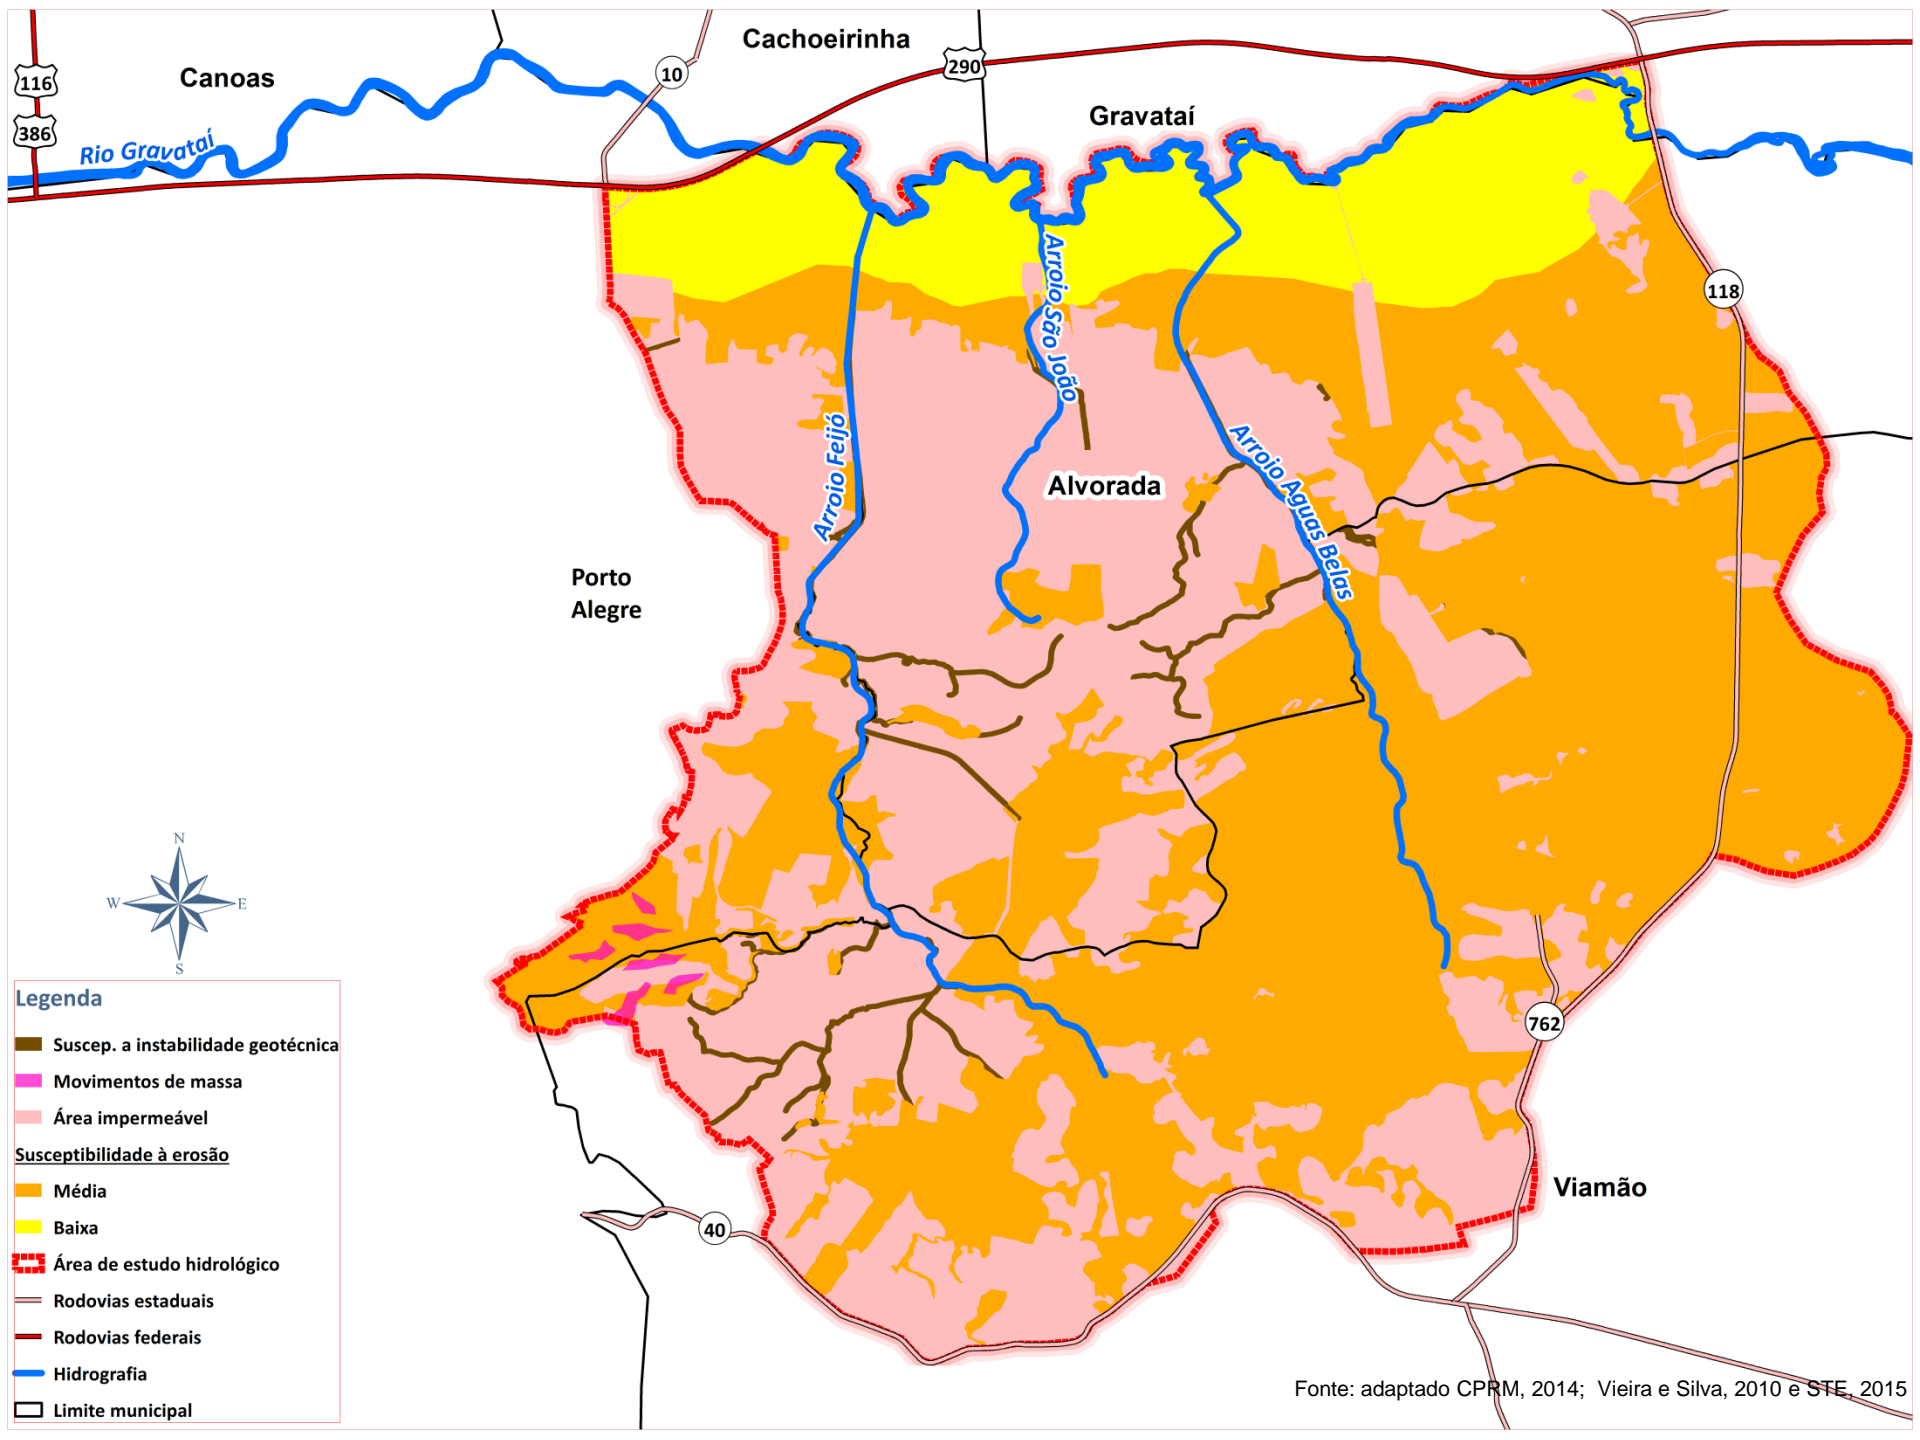 Cachoeirinha
290
10
Canoas
116
386
Gravataí
Rio Gravataí
Arroio São João
118
Arroio Feijó
Alvorada
Arroio Aguas Belas
Porto
Alegre
N
W
E
S
Legenda
Suscep. a instabilidade geotécnica
Movimentos de massa
Área impermeável
Susceptibilidade à erosão
Média
Baixa
Área de estudo hidrológico
Rodovias estaduais
Rodovias federais
Hidrografia
Limite municipal
762
Viamão
40
Fonte: adaptado CPRM, 2014;  Vieira e Silva, 2010 e STE, 2015